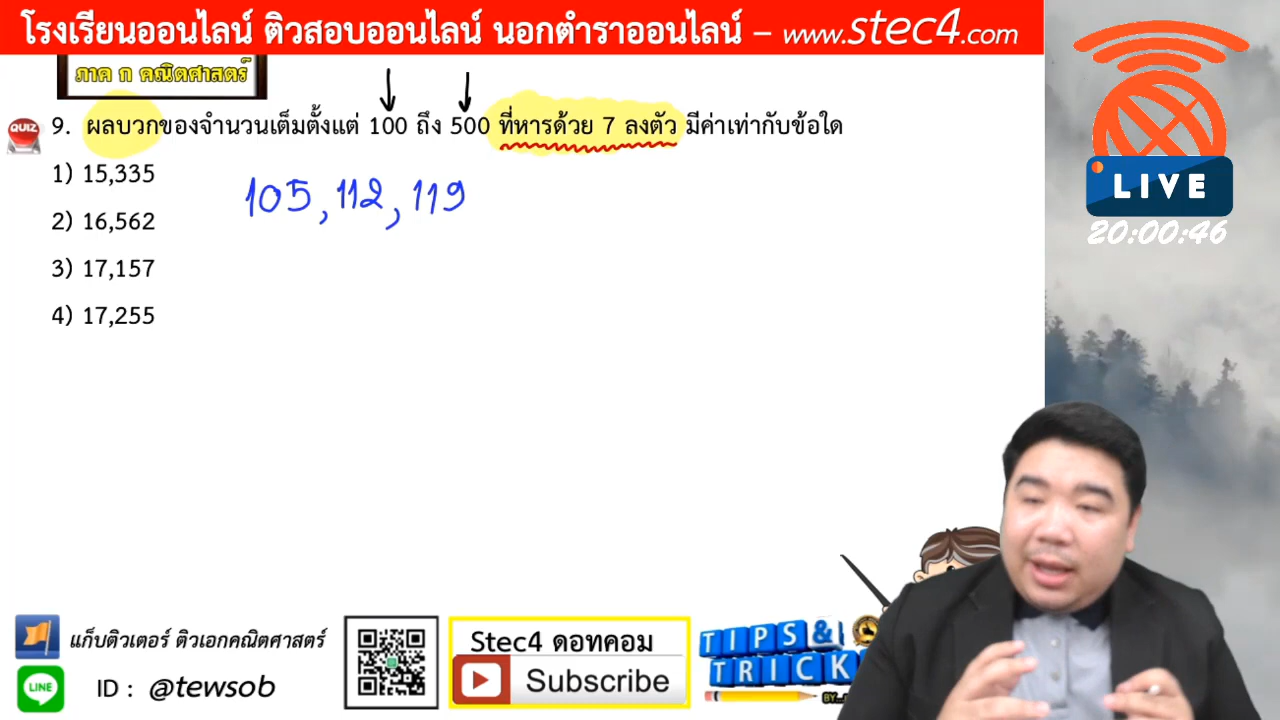 โรงเรียนออนไลน์ ติวสอบออนไลน์ นอกตำราออนไลน์ – www.stec4.com
ภาค ก คณิตศาสตร์
LIVE
20:00:46
QUIZ
9. ผลบวกของจำนวนเต็มตั้งแต่ 100 ถึง 500 ที่หารด้วย 7 ลงตัว มีค่าเท่ากับข้อใด
1) 15,335
105, 112, 119
2) 16,562
3) 17,157
4) 17,255
แก็บติวเตอร์ ติวเอกคณิตศาสตร์
LINE
ID : @tewsob
Stec4 ดอทคอม
Subscribe
TIPS &
TRICK